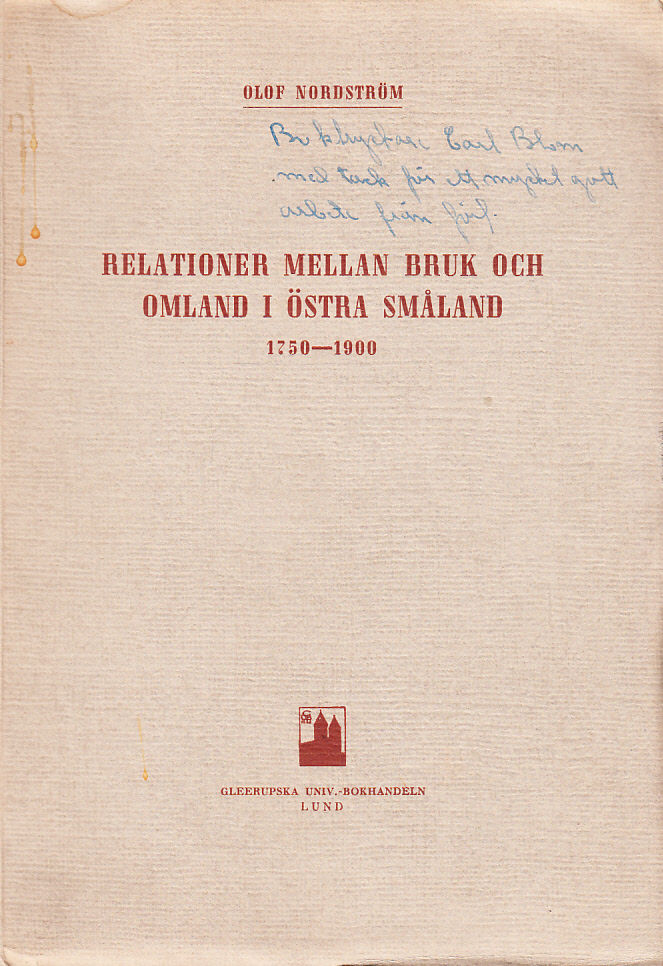 OLOF NORDSTRÖM
Boktryckare Carl Blom
med tack för ett mycket gott
arbete från förf.
RELATIONER MELLAN BRUK OCH
OMLAND I ÖSTRA SMÅLAND
1750—1900
GLEERUPSKA UNIV.-BOKHANDELN
LUND